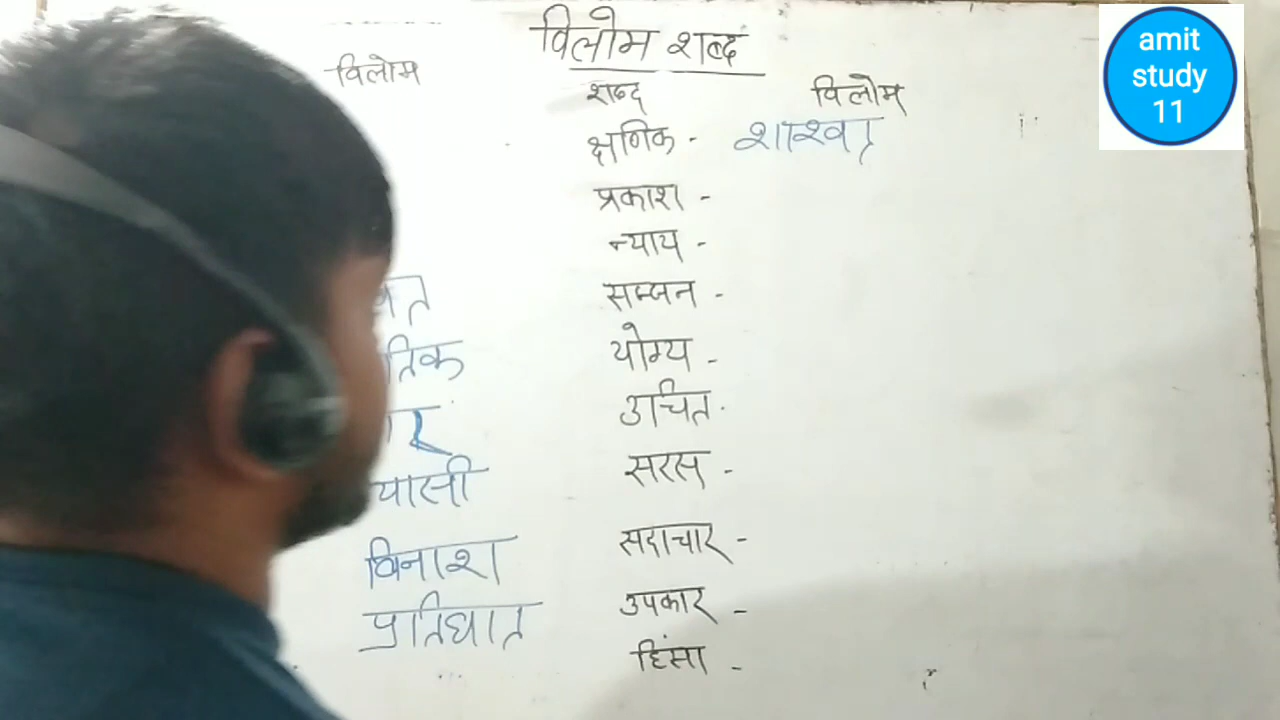 विलोम शब्द
विलोम
शब्द विलोम
क्षणिक - शाश्वत
प्रकाश -
न्याय -
सज्जन -
योग्य -
उचित -
सरस -
सदाचार -
विनाश
उपकार -
प्रतिघात
हिंसा -
amit
study
11